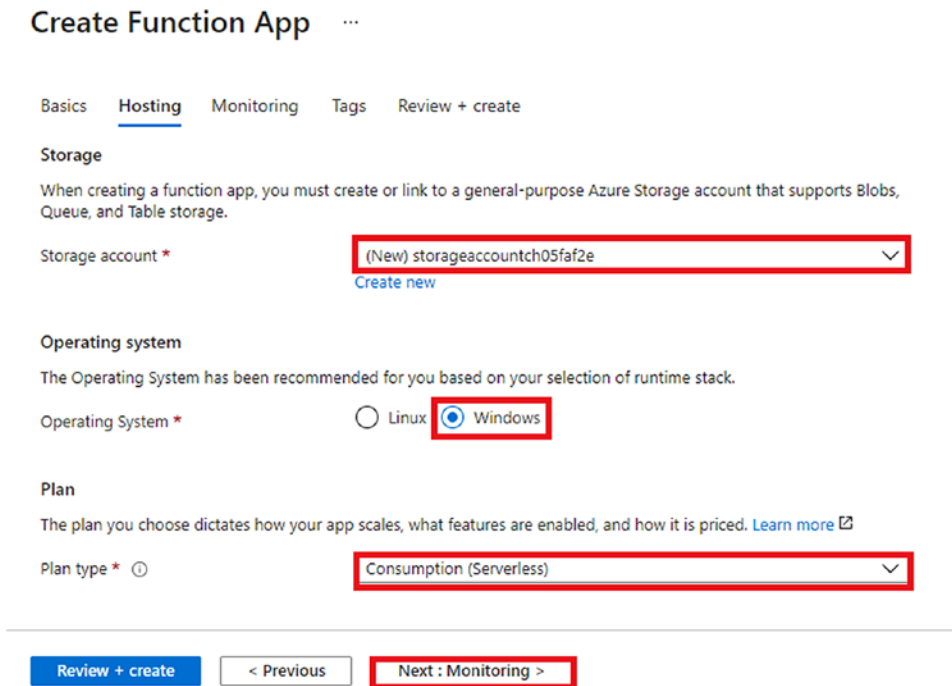 Create Function App ...
Basics Hosting Monitoring Tags Review + create
Storage
When creating a function app, you must create or link to a general-purpose Azure Storage account that supports Blobs,
Queue, and Table storage.
Storage account * (New) storageaccountch05faf2e
Create new
Operating system
The Operating System has been recommended for you based on your selection of runtime stack.
Operating System * Linux Windows
Plan
The plan you choose dictates how your app scales, what features are enabled, and how it is priced. Learn more
Plan type * Consumption (Serverless)
Review + create < Previous Next : Monitoring >